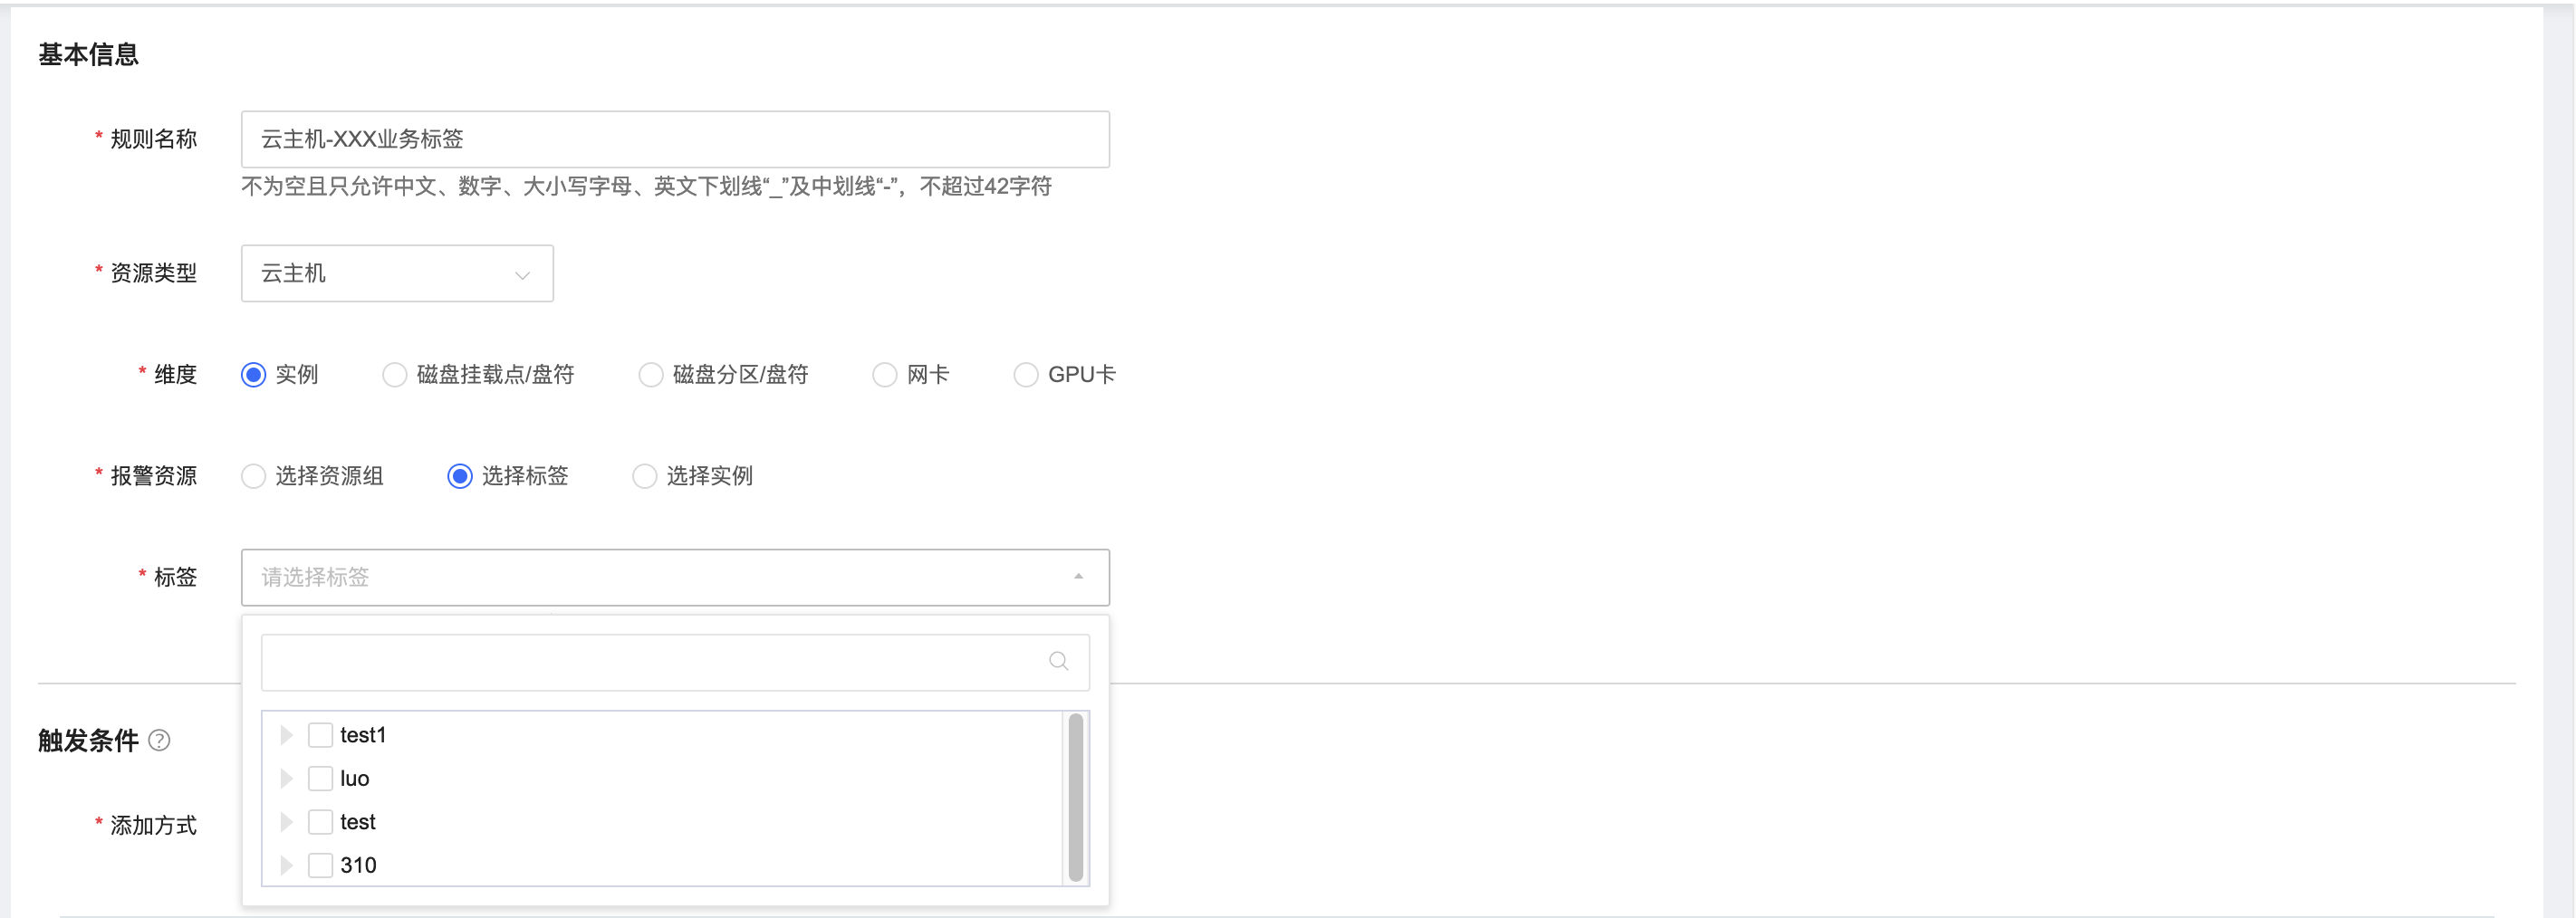 基本信息
* 规则名称 云主机-XXX业务标签
不为空且只允许中文、数字、大小写字母、英文下划线“_”及中划线“-”，不超过42字符
* 资源类型 云主机
* 维度 实例 磁盘挂载点/盘符 磁盘分区/盘符 网卡 GPU卡
* 报警资源 选择资源组 选择标签 选择实例
* 标签 请选择标签
test1
luo
test
310
触发条件 ?
* 添加方式